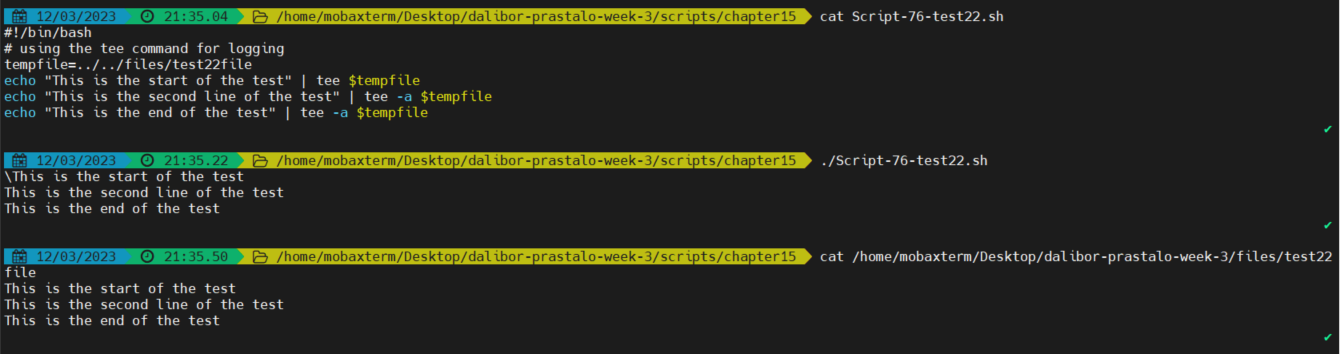 12/03/2023 21:35.04 /home/mobaxterm/Desktop/dalibor-prastalo-week-3/scripts/chapter15 cat Script-76-test22.sh
#!/bin/bash
# using the tee command for logging
tempfile=../../files/test22file
echo "This is the start of the test" | tee $tempfile
echo "This is the second line of the test" | tee -a $tempfile
echo "This is the end of the test" | tee -a $tempfile
✔
12/03/2023 21:35.22 /home/mobaxterm/Desktop/dalibor-prastalo-week-3/scripts/chapter15 ./Script-76-test22.sh
\This is the start of the test
This is the second line of the test
This is the end of the test
✔
12/03/2023 21:35.50 /home/mobaxterm/Desktop/dalibor-prastalo-week-3/scripts/chapter15 cat /home/mobaxterm/Desktop/dalibor-prastalo-week-3/files/test22
file
This is the start of the test
This is the second line of the test
This is the end of the test
✔